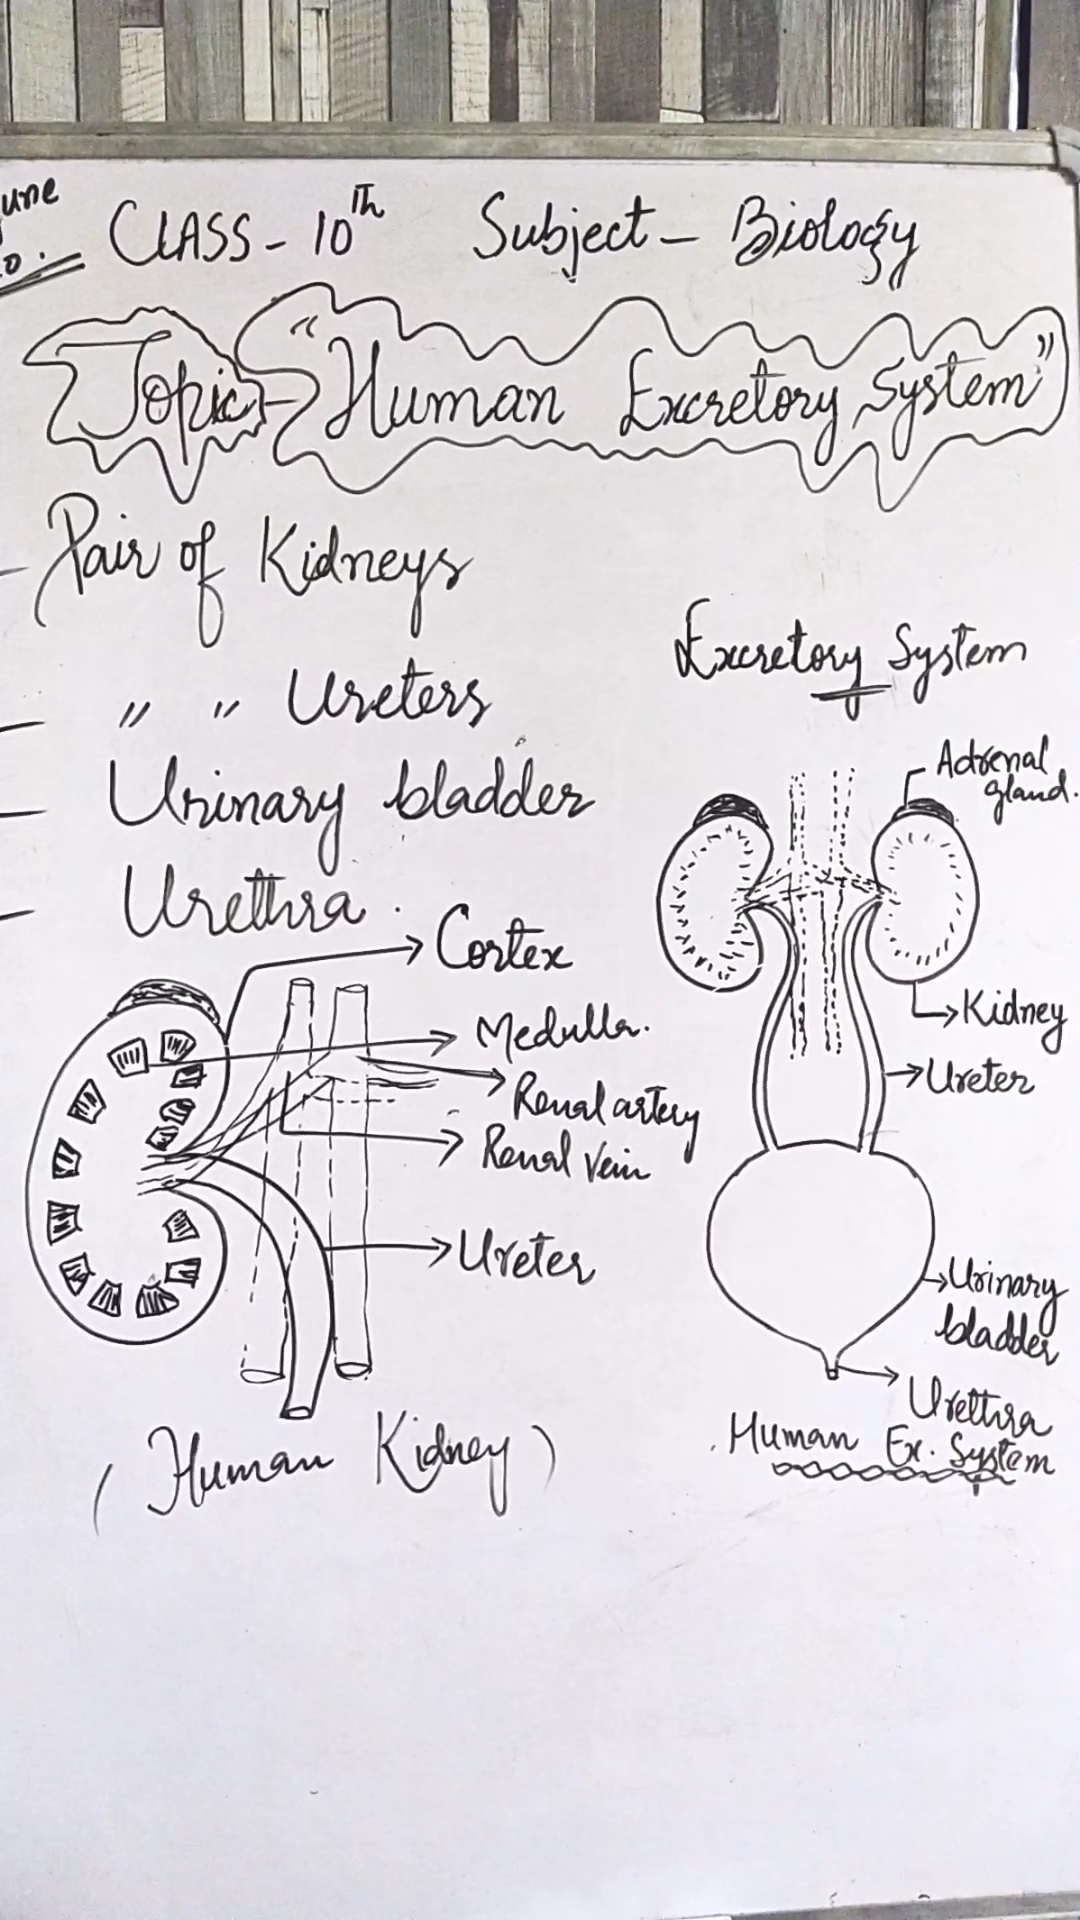 June
CLASS - 10th Subject - Biology
Topic - "Human Excretory System"
- Pair of Kidneys
- " " Ureters
- Urinary bladder
- Urethra.
Cortex
Medulla.
Renal artery
Renal Vein
Ureter
(Human Kidney)
Excretory System
Adrenal
gland.
Kidney
Ureter
Urinary
bladder
Urethra
Human Ex. System